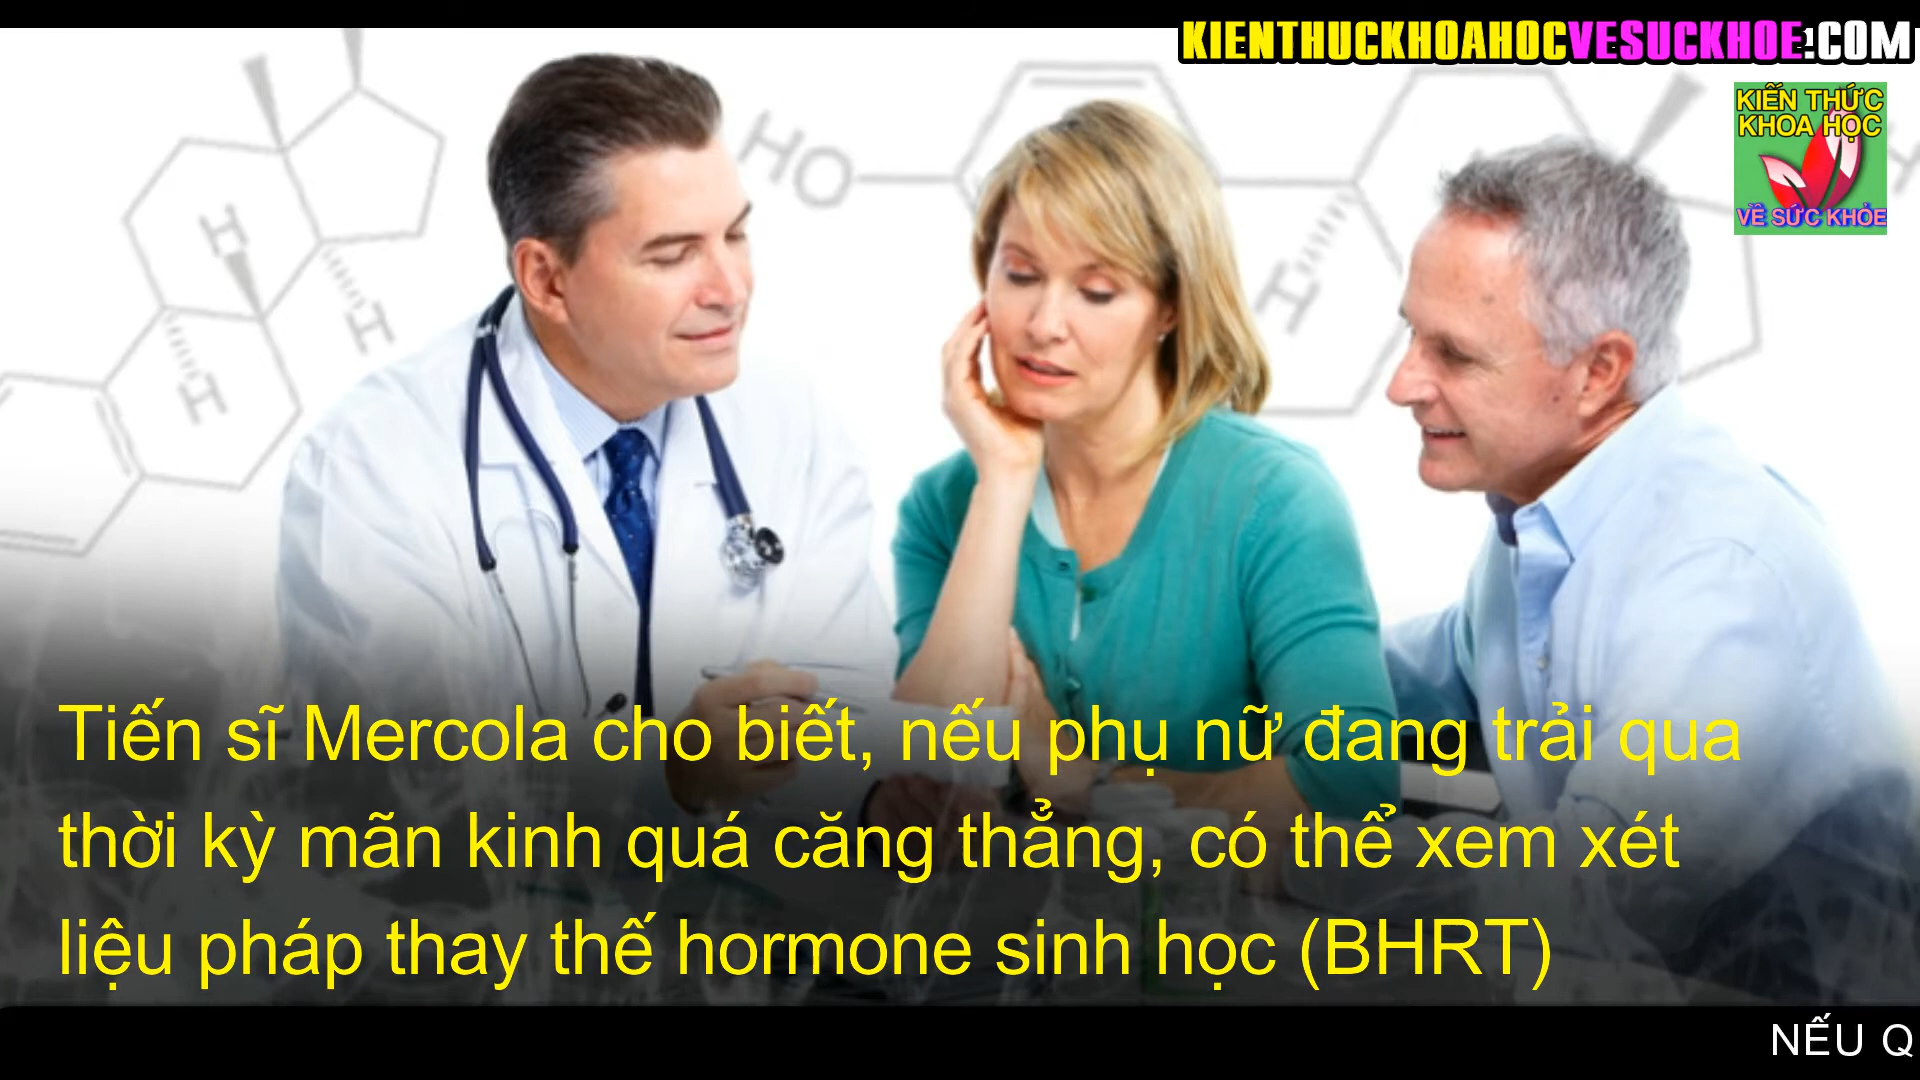 KIENTHUCKHOAHOCVESUCKHOE.COM
KIẾN THỨC
KHOA HỌC
VỀ SỨC KHỎE
HO
H
H
H
H
Tiến sĩ Mercola cho biết, nếu phụ nữ đang trải qua
thời kỳ mãn kinh quá căng thẳng, có thể xem xét
liệu pháp thay thế hormone sinh học (BHRT)
NẾU Q